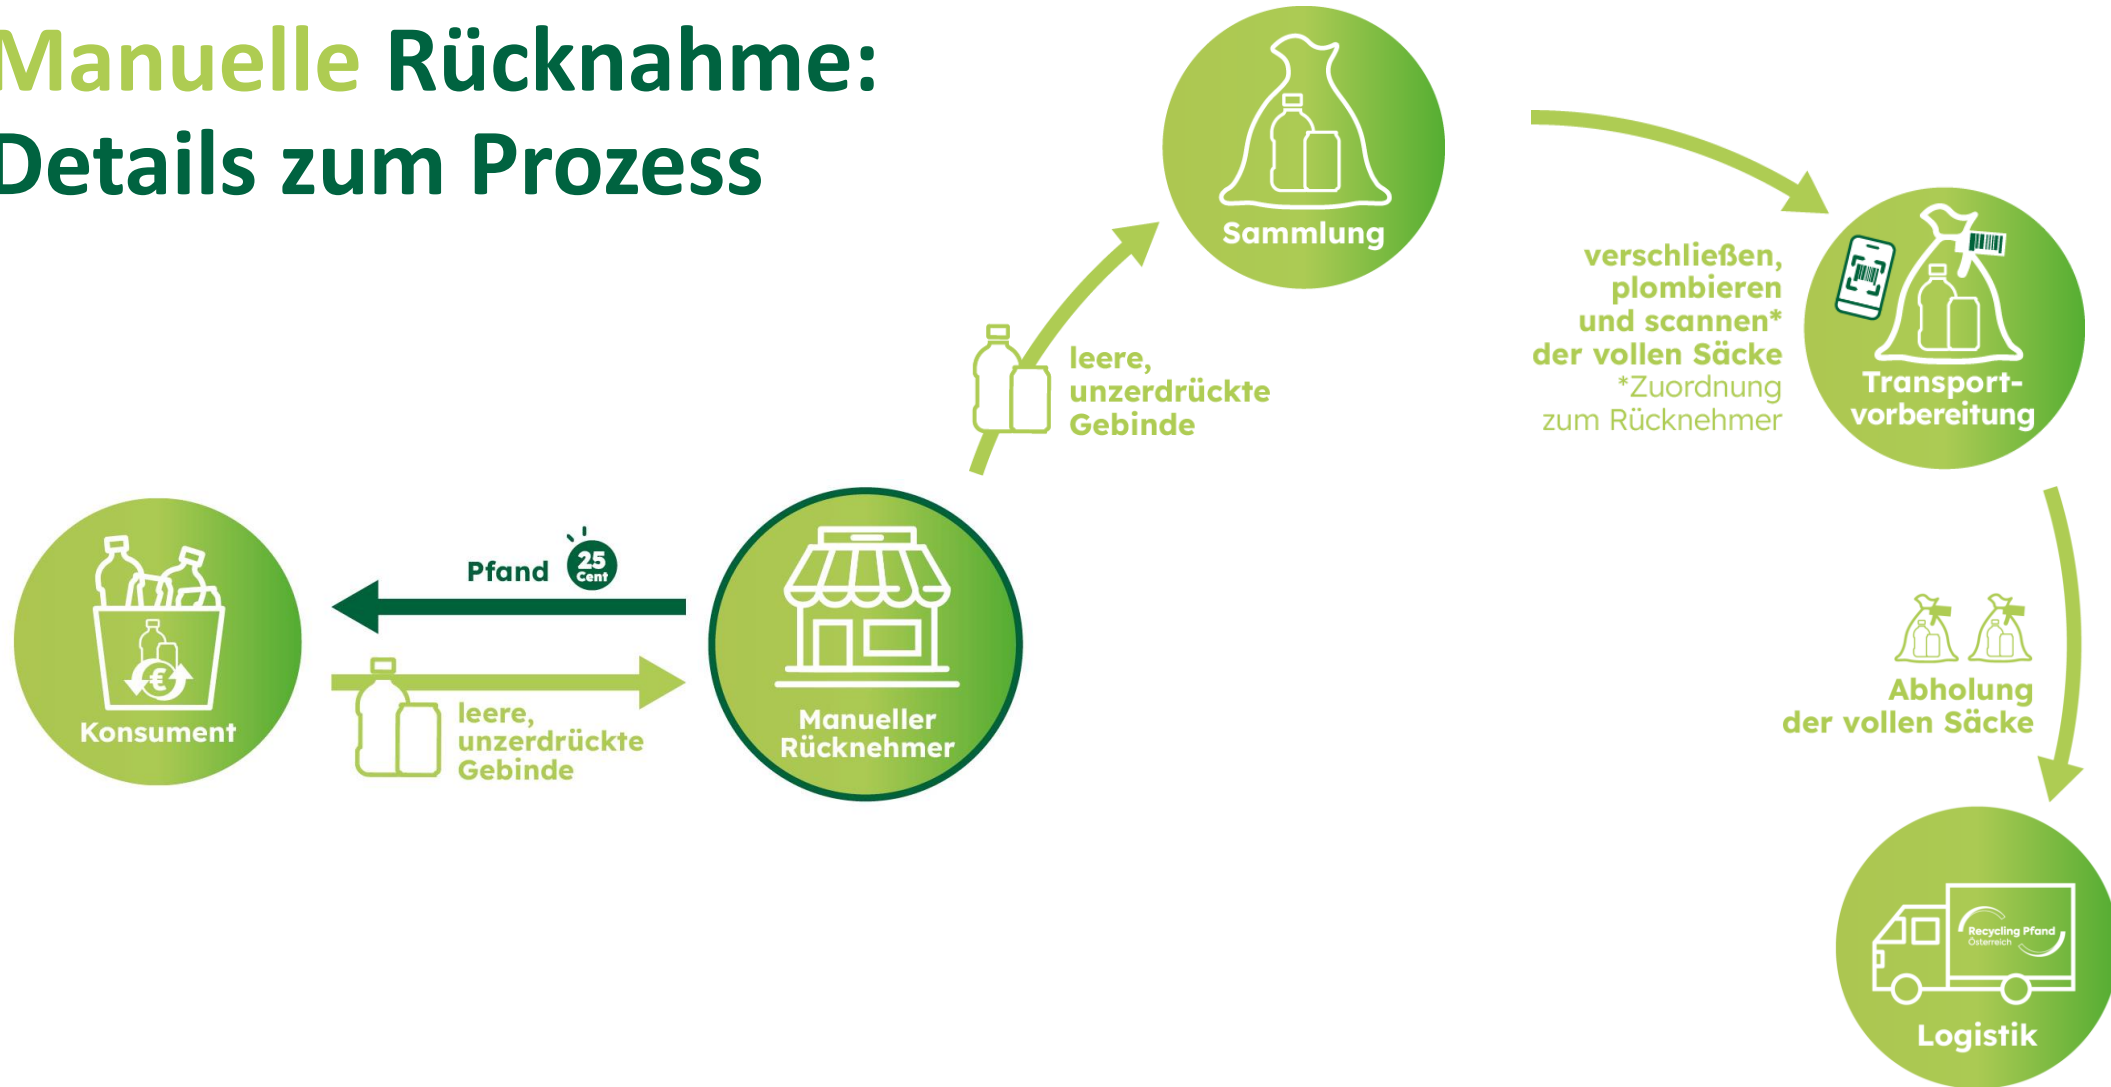 Manuelle Rücknahme:
Details zum Prozess
Sammlung
verschließen,
plombieren
und scannen*
der vollen Säcke
*Zuordnung
zum Rücknehmer
Transport-
vorbereitung
leere,
unzerdrückte
Gebinde
Pfand 25
Cent
Konsument
leere,
unzerdrückte
Gebinde
Manueller
Rücknehmer
Abholung
der vollen Säcke
Recycling Pfand
Österreich
Logistik